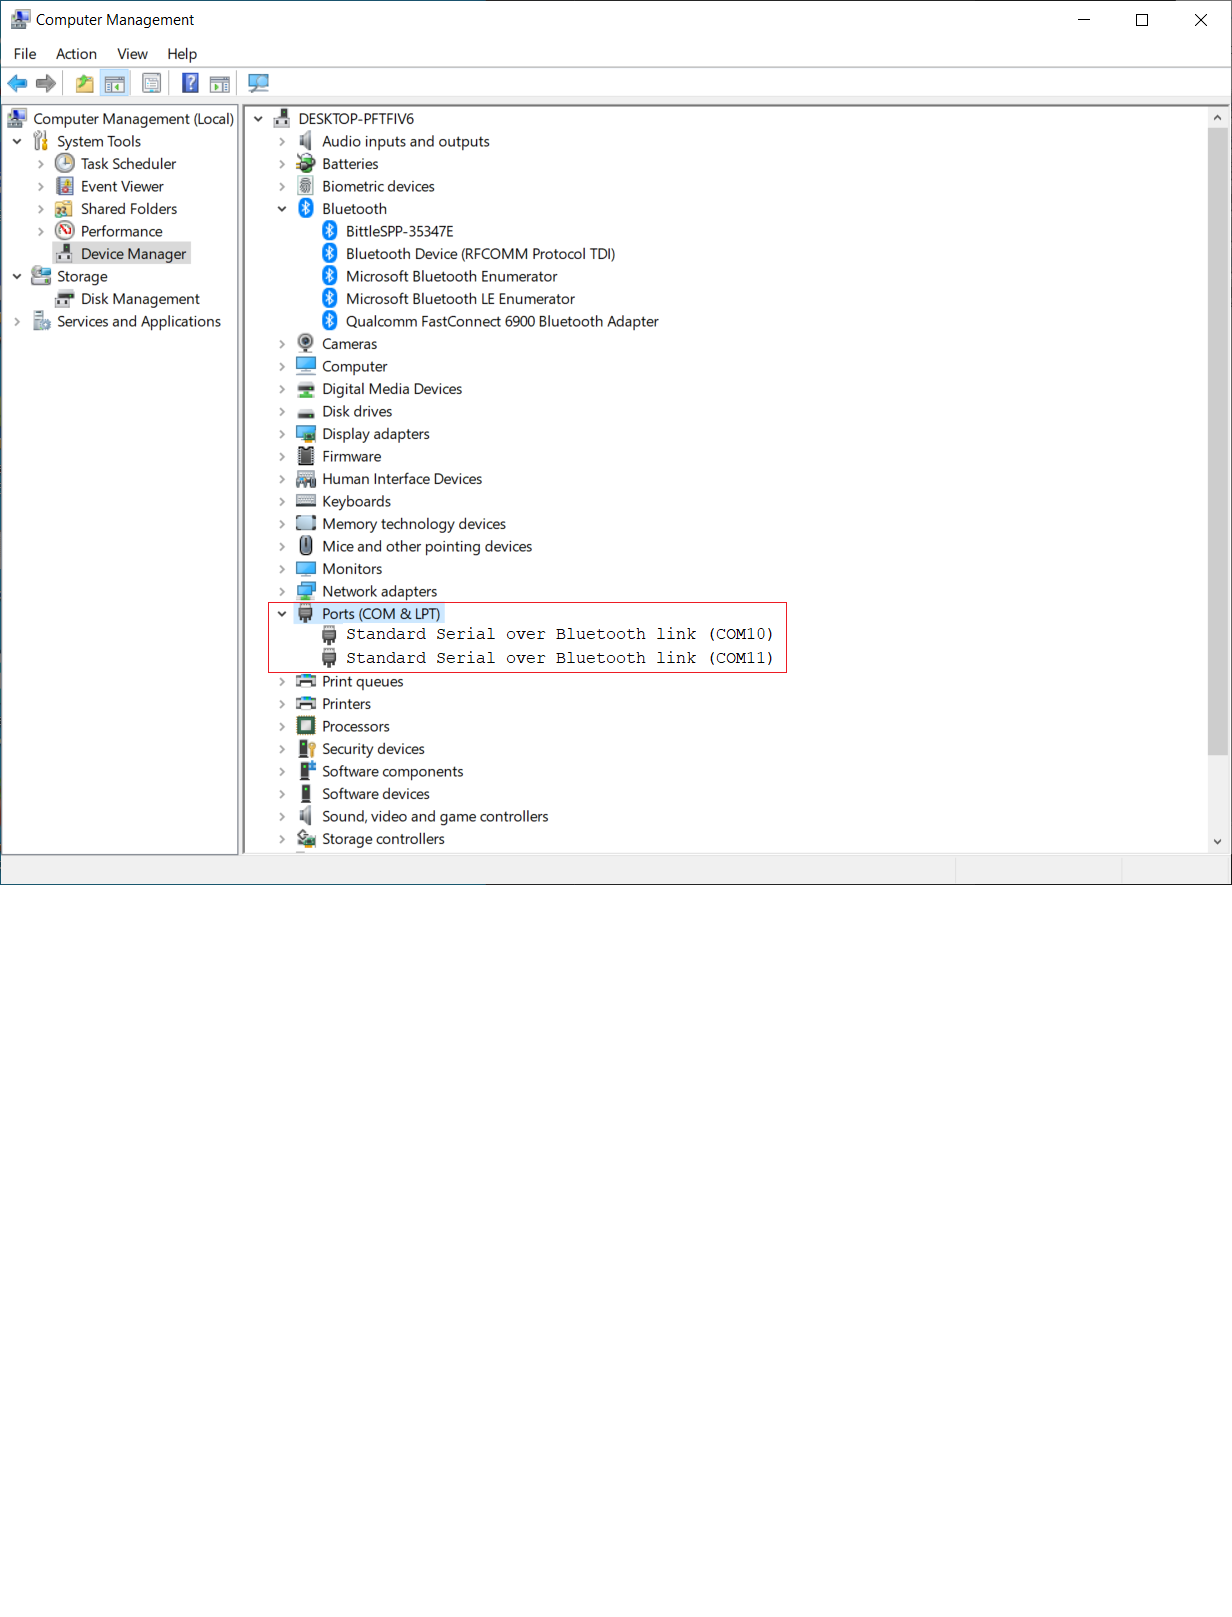 Computer Management
File Action View Help
Computer Management (Local)
System Tools
Task Scheduler
Event Viewer
Shared Folders
Performance
Device Manager
Storage
Disk Management
Services and Applications
DESKTOP-PFTFIV6
Audio inputs and outputs
Batteries
Biometric devices
Bluetooth
BittleSPP-35347E
Bluetooth Device (RFCOMM Protocol TDI)
Microsoft Bluetooth Enumerator
Microsoft Bluetooth LE Enumerator
Qualcomm FastConnect 6900 Bluetooth Adapter
Cameras
Computer
Digital Media Devices
Disk drives
Display adapters
Firmware
Human Interface Devices
Keyboards
Memory technology devices
Mice and other pointing devices
Monitors
Network adapters
Ports (COM & LPT)
Standard Serial over Bluetooth link (COM10)
Standard Serial over Bluetooth link (COM11)
Print queues
Printers
Processors
Security devices
Software components
Software devices
Sound, video and game controllers
Storage controllers